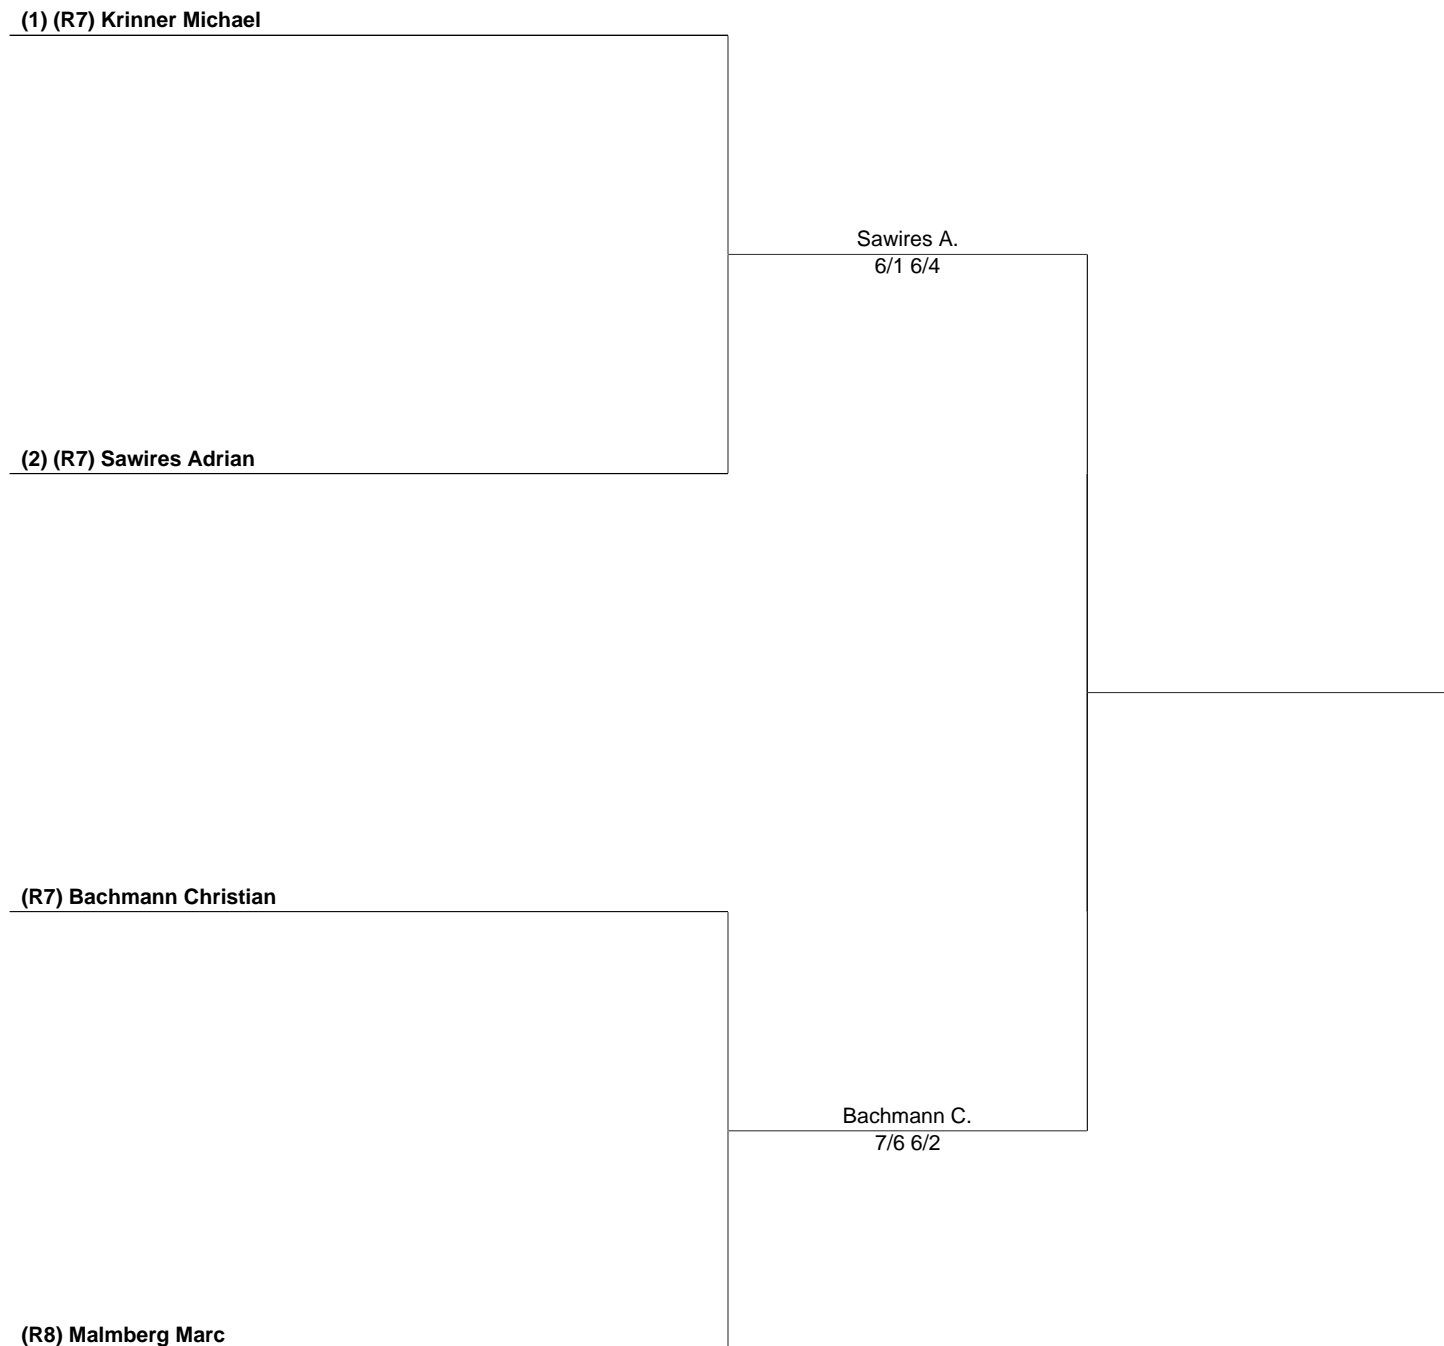 (1) (R7) Krinner Michael
Sawires A.
6/1 6/4
(2) (R7) Sawires Adrian
(R7) Bachmann Christian
Bachmann C.
7/6 6/2
(R8) Malmberg Marc